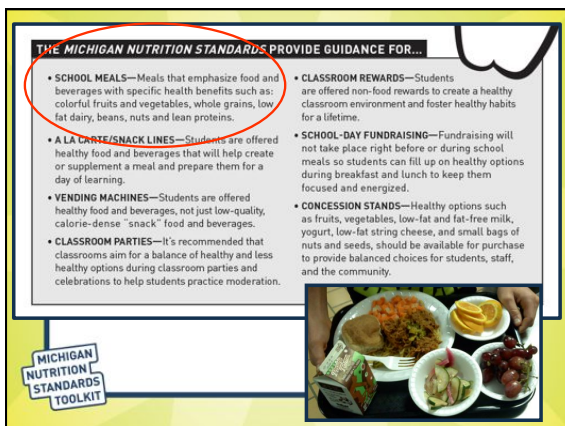 THE MICHIGAN NUTRITION STANDARDS PROVIDE GUIDANCE FOR...
• SCHOOL MEALS—Meals that emphasize food and
beverages with specific health benefits such as:
colorful fruits and vegetables, whole grains, low
fat dairy, beans, nuts and lean proteins.
• A LA CARTE/SNACK LINES—Students are offered
healthy food and beverages that will help create
or supplement a meal and prepare them for a
day of learning.
• VENDING MACHINES—Students are offered
healthy food and beverages, not just low-quality,
calorie-dense “snack” food and beverages.
• CLASSROOM PARTIES—It’s recommended that
classrooms aim for a balance of healthy and less
healthy options during classroom parties and
celebrations to help students practice moderation.
• CLASSROOM REWARDS—Students
are offered non-food rewards to create a healthy
classroom environment and foster healthy habits
for a lifetime.
• SCHOOL-DAY FUNDRAISING—Fundraising will
not take place right before or during school
meals so students can fill up on healthy options
during breakfast and lunch to keep them
focused and energized.
• CONCESSION STANDS—Healthy options such
as fruits, vegetables, low-fat and fat-free milk,
yogurt, low-fat string cheese, and small bags of
nuts and seeds, should be available for purchase
to provide balanced choices for students, staff,
and the community.
MICHIGAN
NUTRITION
STANDARDS
TOOLKIT